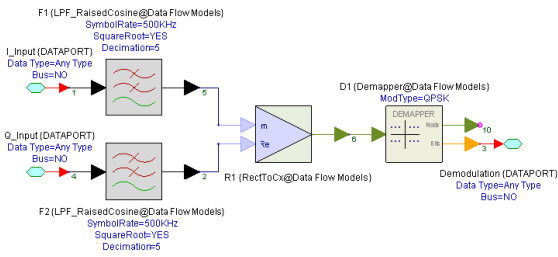 F1 {LPF_RaisedCosine@Data Flow Models}
SymbolRate=500KHz
SquareRoot=YES
Decimation=5
I_Input {DATAPORT}
Data Type=Any Type
Bus=NO
1
5
D1 {Demapper@Data Flow Models}
ModType=QPSK
DEMAPPER
Node
10
Bits
3
Im
Re
6
R1 {RectToCx@Data Flow Models}
Q_Input {DATAPORT}
Data Type=Any Type
Bus=NO
4
2
Demodulation {DATAPORT}
Data Type=Any Type
Bus=NO
F2 {LPF_RaisedCosine@Data Flow Models}
SymbolRate=500KHz
SquareRoot=YES
Decimation=5